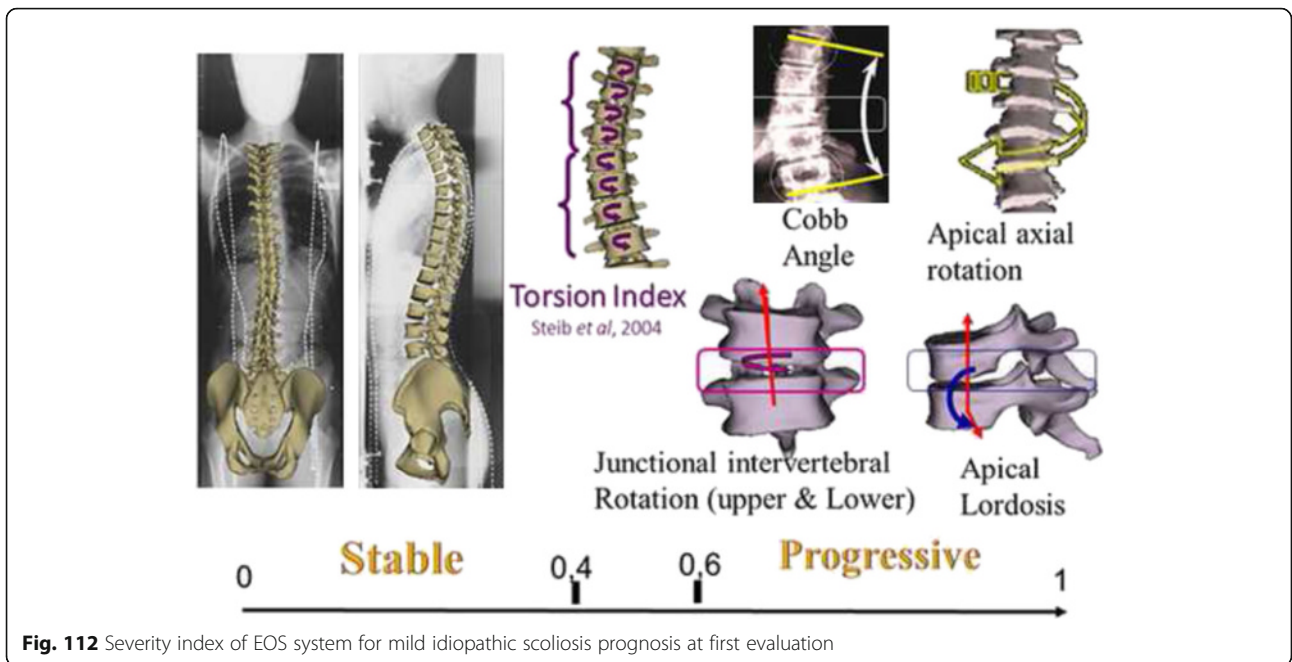 Torsion Index
Steib et al, 2004
Cobb
Angle
Apical axial
rotation
Junctional intervertebral
Rotation (upper & Lower)
Apical
Lordosis
Stable
Progressive
0
0,4
0,6
1
Fig. 112 Severity index of EOS system for mild idiopathic scoliosis prognosis at first evaluation